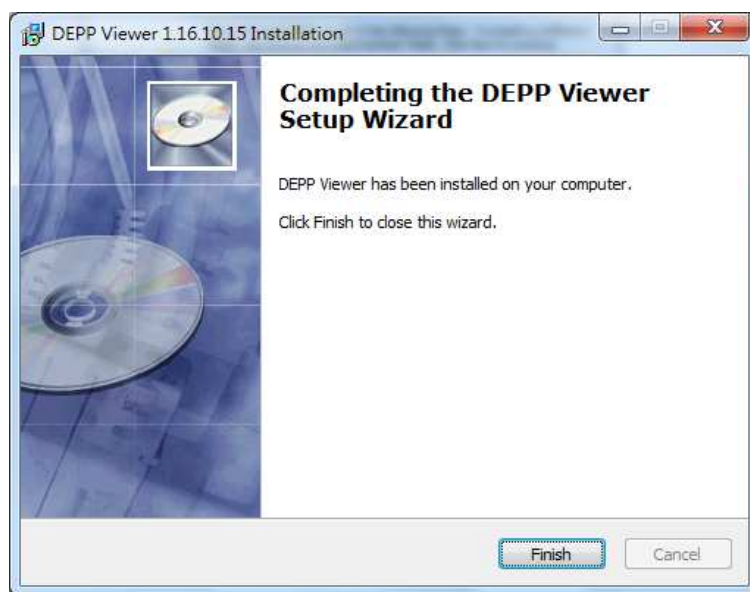 DEPP Viewer 1.16.10.15 Installation
Completing the DEPP Viewer
Setup Wizard
DEPP Viewer has been installed on your computer.
Click Finish to close this wizard.
Finish
Cancel